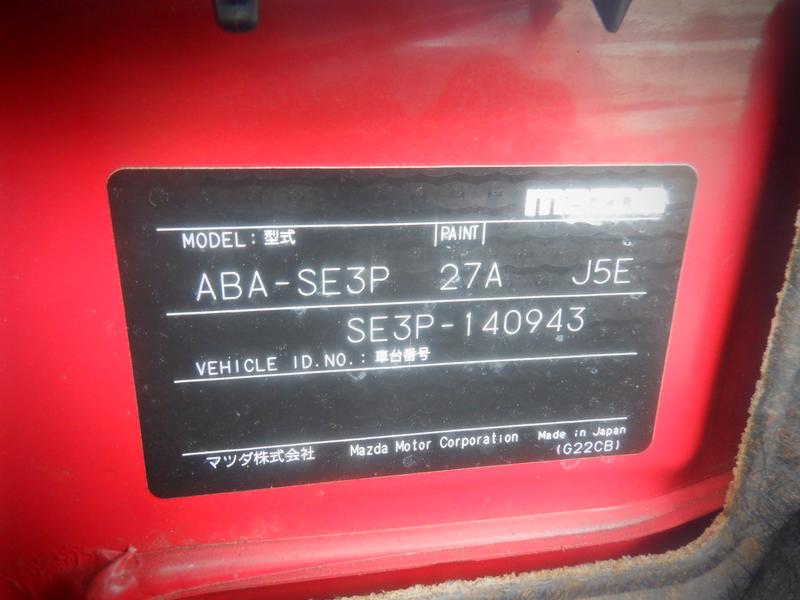 mazda
MODEL: 型式 PAINT
ABA-SE3P 27A J5E
SE3P-140943
VEHICLE ID.NO.: 車台番号
マツダ株式会社 Mazda Motor Corporation Made in Japan
(G22CB)